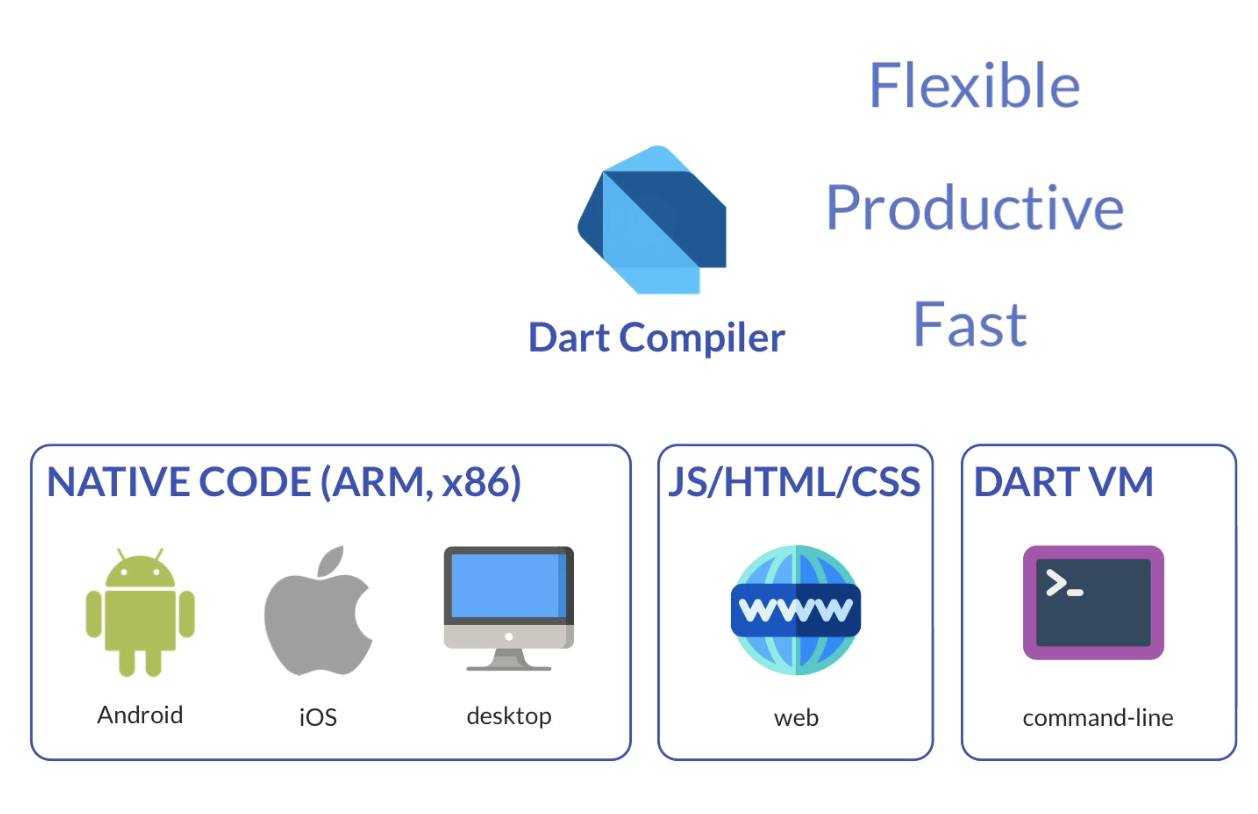 Flexible
Productive
Fast
Dart Compiler
NATIVE CODE (ARM, x86)
Android
iOS
desktop
JS/HTML/CSS
www
web
DART VM
>_
command-line